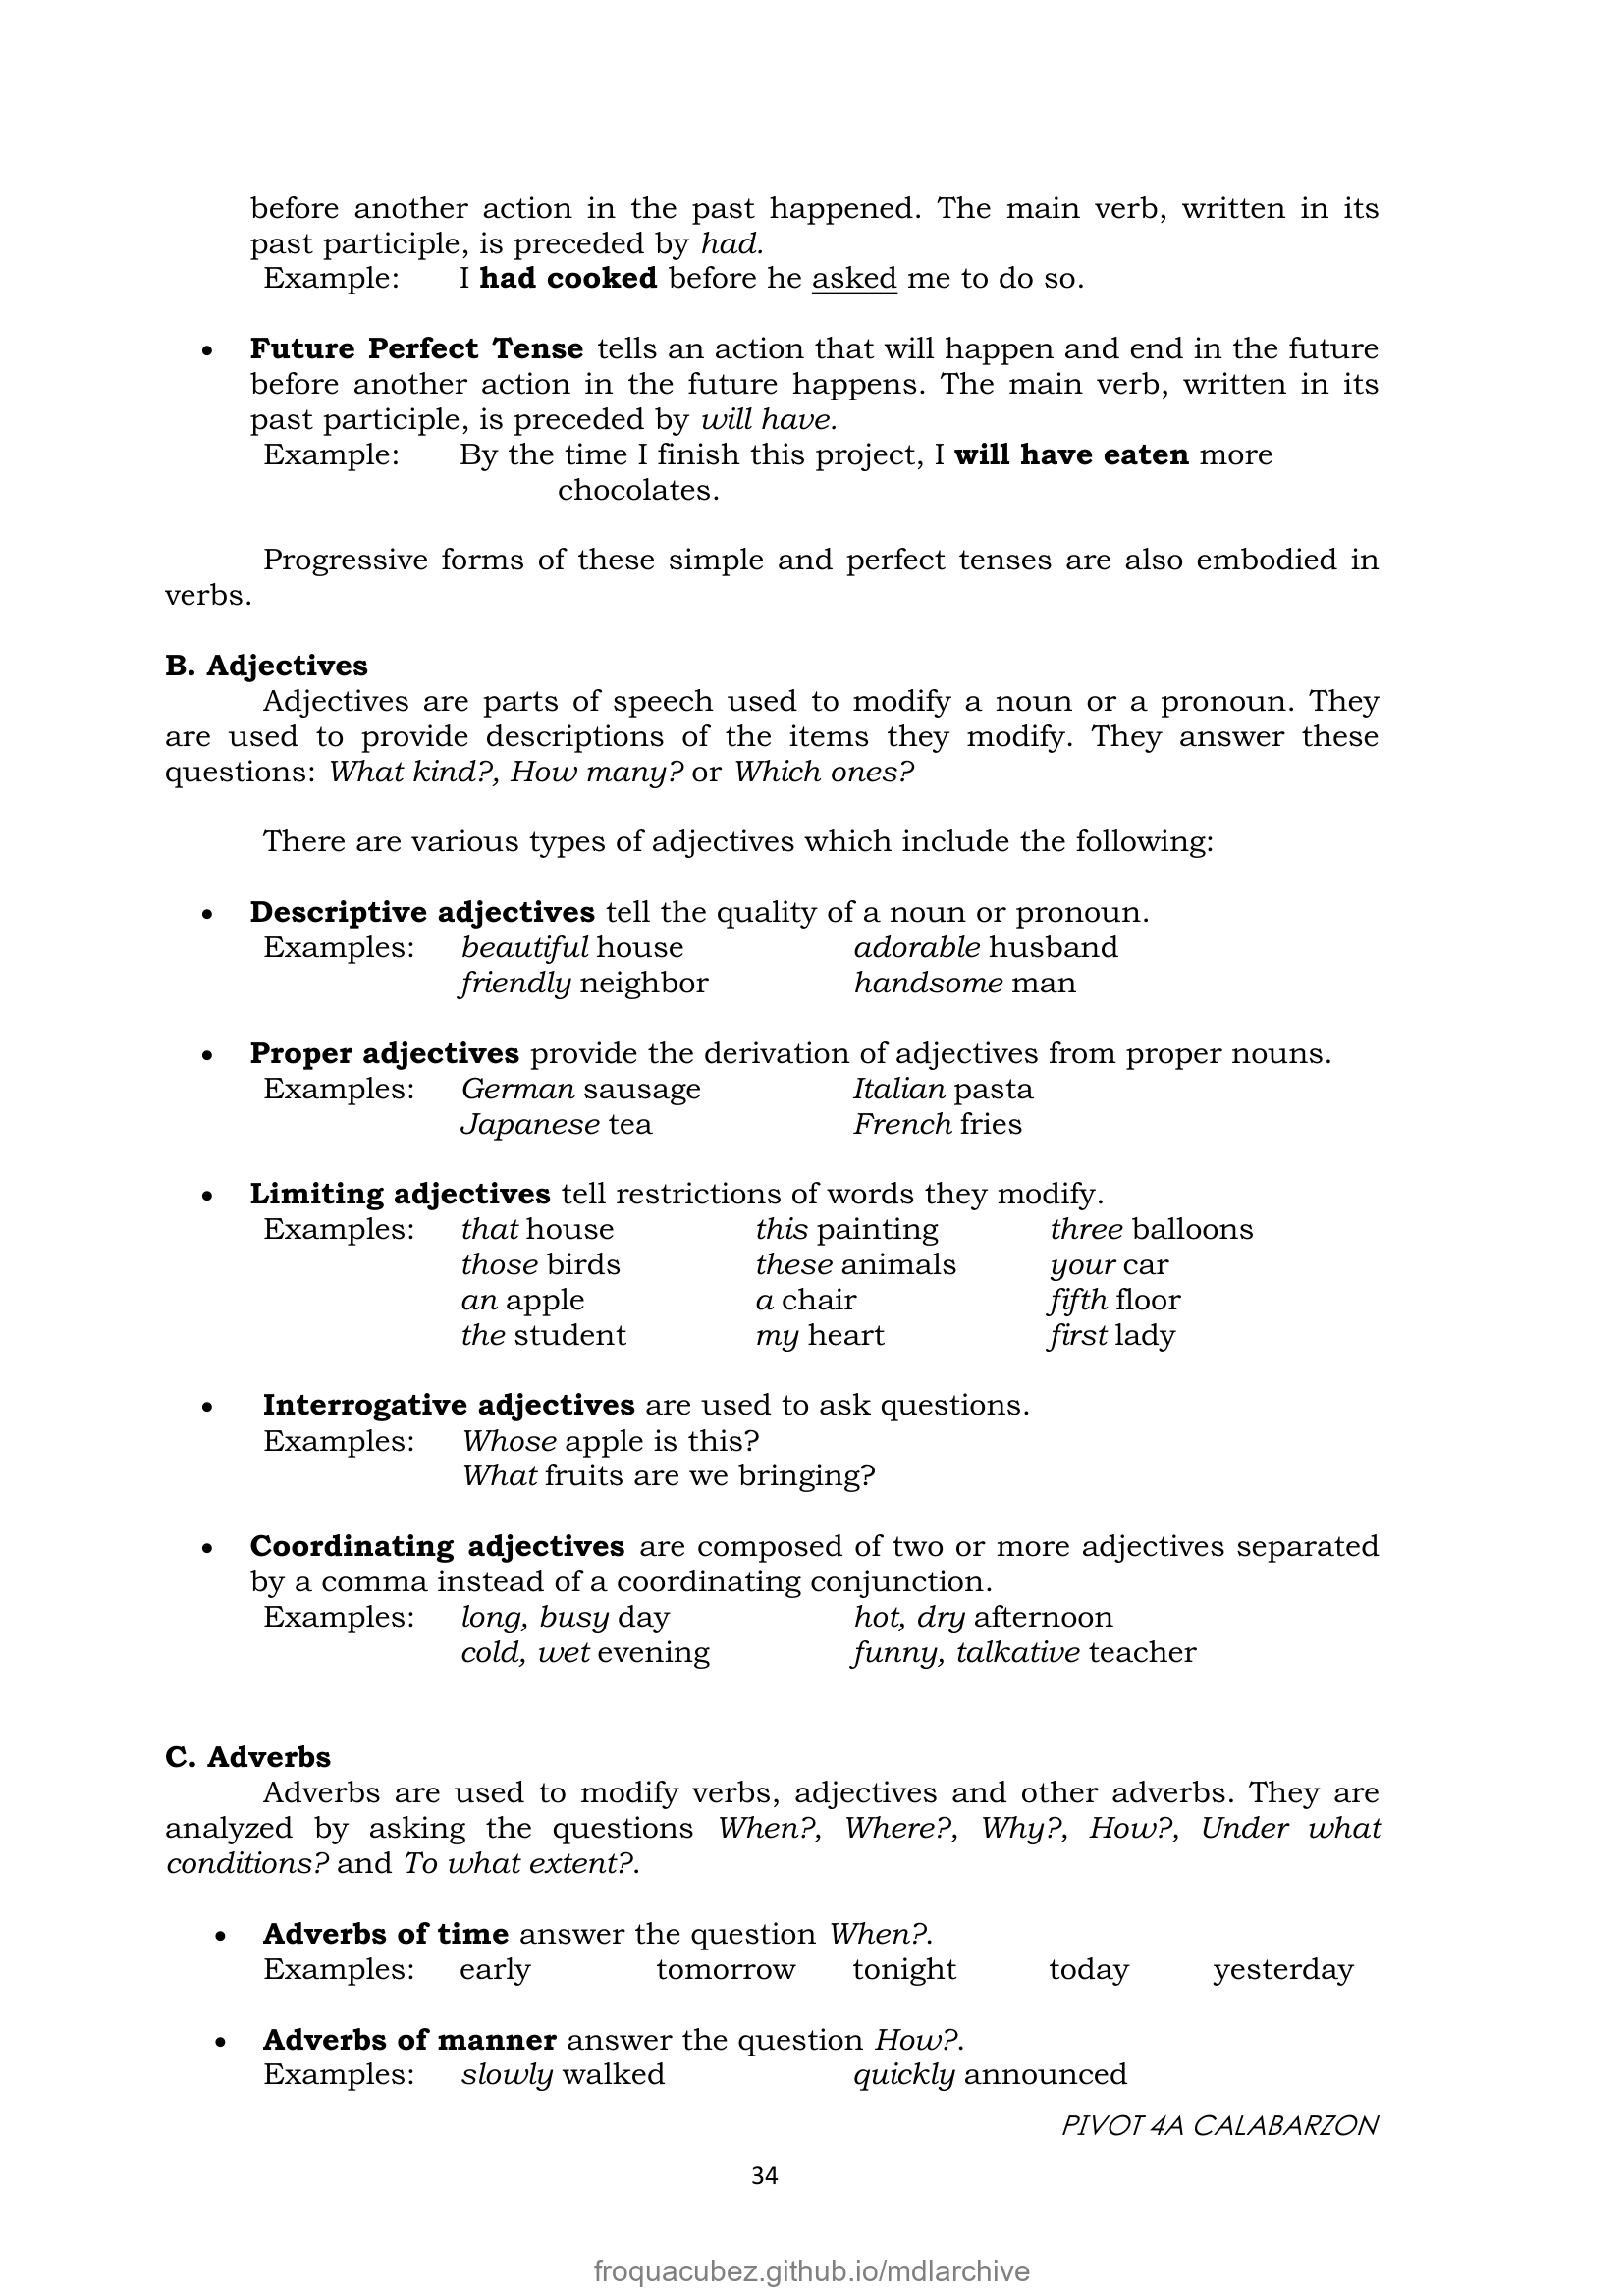 before another action in the past happened. The main verb, written in its
past participle, is preceded by had.
Example: I had cooked before he asked me to do so.
• Future Perfect Tense tells an action that will happen and end in the future
before another action in the future happens. The main verb, written in its
past participle, is preceded by will have.
Example: By the time I finish this project, I will have eaten more
chocolates.
Progressive forms of these simple and perfect tenses are also embodied in
verbs.
B. Adjectives
Adjectives are parts of speech used to modify a noun or a pronoun. They
are used to provide descriptions of the items they modify. They answer these
questions: What kind?, How many? or Which ones?
There are various types of adjectives which include the following:
• Descriptive adjectives tell the quality of a noun or pronoun.
Examples: beautiful house adorable husband
friendly neighbor handsome man
• Proper adjectives provide the derivation of adjectives from proper nouns.
Examples: German sausage Italian pasta
Japanese tea French fries
• Limiting adjectives tell restrictions of words they modify.
Examples: that house this painting three balloons
those birds these animals your car
an apple a chair fifth floor
the student my heart first lady
• Interrogative adjectives are used to ask questions.
Examples: Whose apple is this?
What fruits are we bringing?
• Coordinating adjectives are composed of two or more adjectives separated
by a comma instead of a coordinating conjunction.
Examples: long, busy day hot, dry afternoon
cold, wet evening funny, talkative teacher
C. Adverbs
Adverbs are used to modify verbs, adjectives and other adverbs. They are
analyzed by asking the questions When?, Where?, Why?, How?, Under what
conditions? and To what extent?.
• Adverbs of time answer the question When?.
Examples: early tomorrow tonight today yesterday
• Adverbs of manner answer the question How?.
Examples: slowly walked quickly announced
PIVOT 4A CALABARZON
34
froquacubez.github.io/mdlarchive